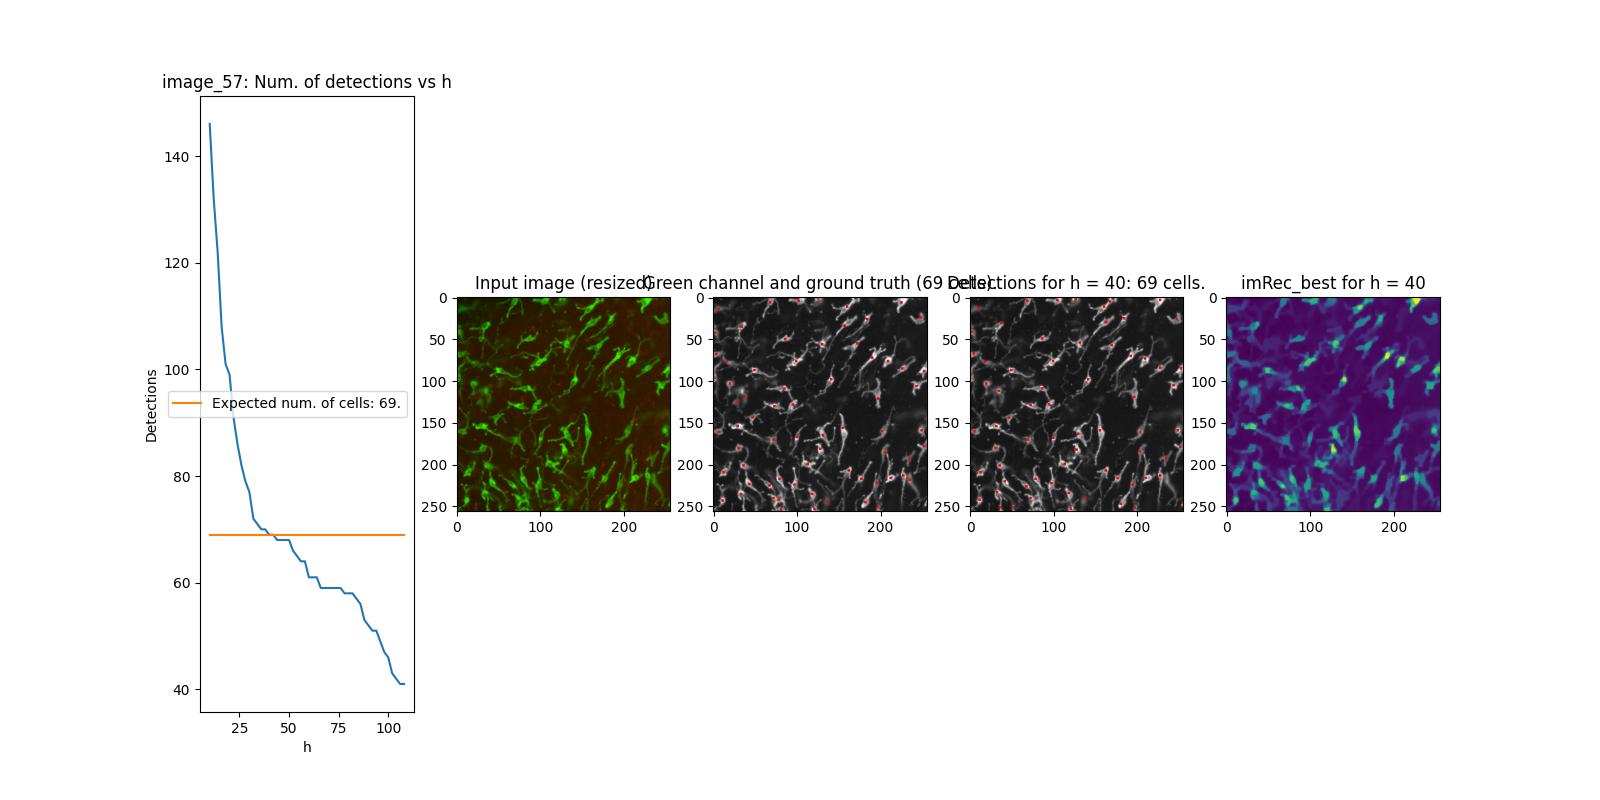 image_57: Num. of detections vs h
140
120
100
80
60
40
Detections
Expected num. of cells: 69.
25 50 75 100
h
Input image (resized)
0
50
100
150
200
250
0 100 200
Green channel and ground truth (69 cells).
0
50
100
150
200
250
0 100 200
Detections for h = 40: 69 cells.
0
50
100
150
200
250
0 100 200
imRec_best for h = 40
0
50
100
150
200
250
0 100 200